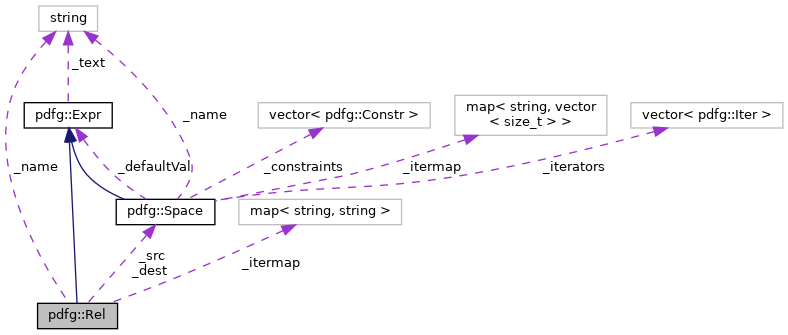 string
_text
map< string, vector
< size_t > >
pdfg::Expr
vector< pdfg::Constr >
vector< pdfg::Iter >
_name
_name
_defaultVal
_constraints
_itermap
_iterators
pdfg::Space
map< string, string >
_src
_dest
_itermap
pdfg::Rel